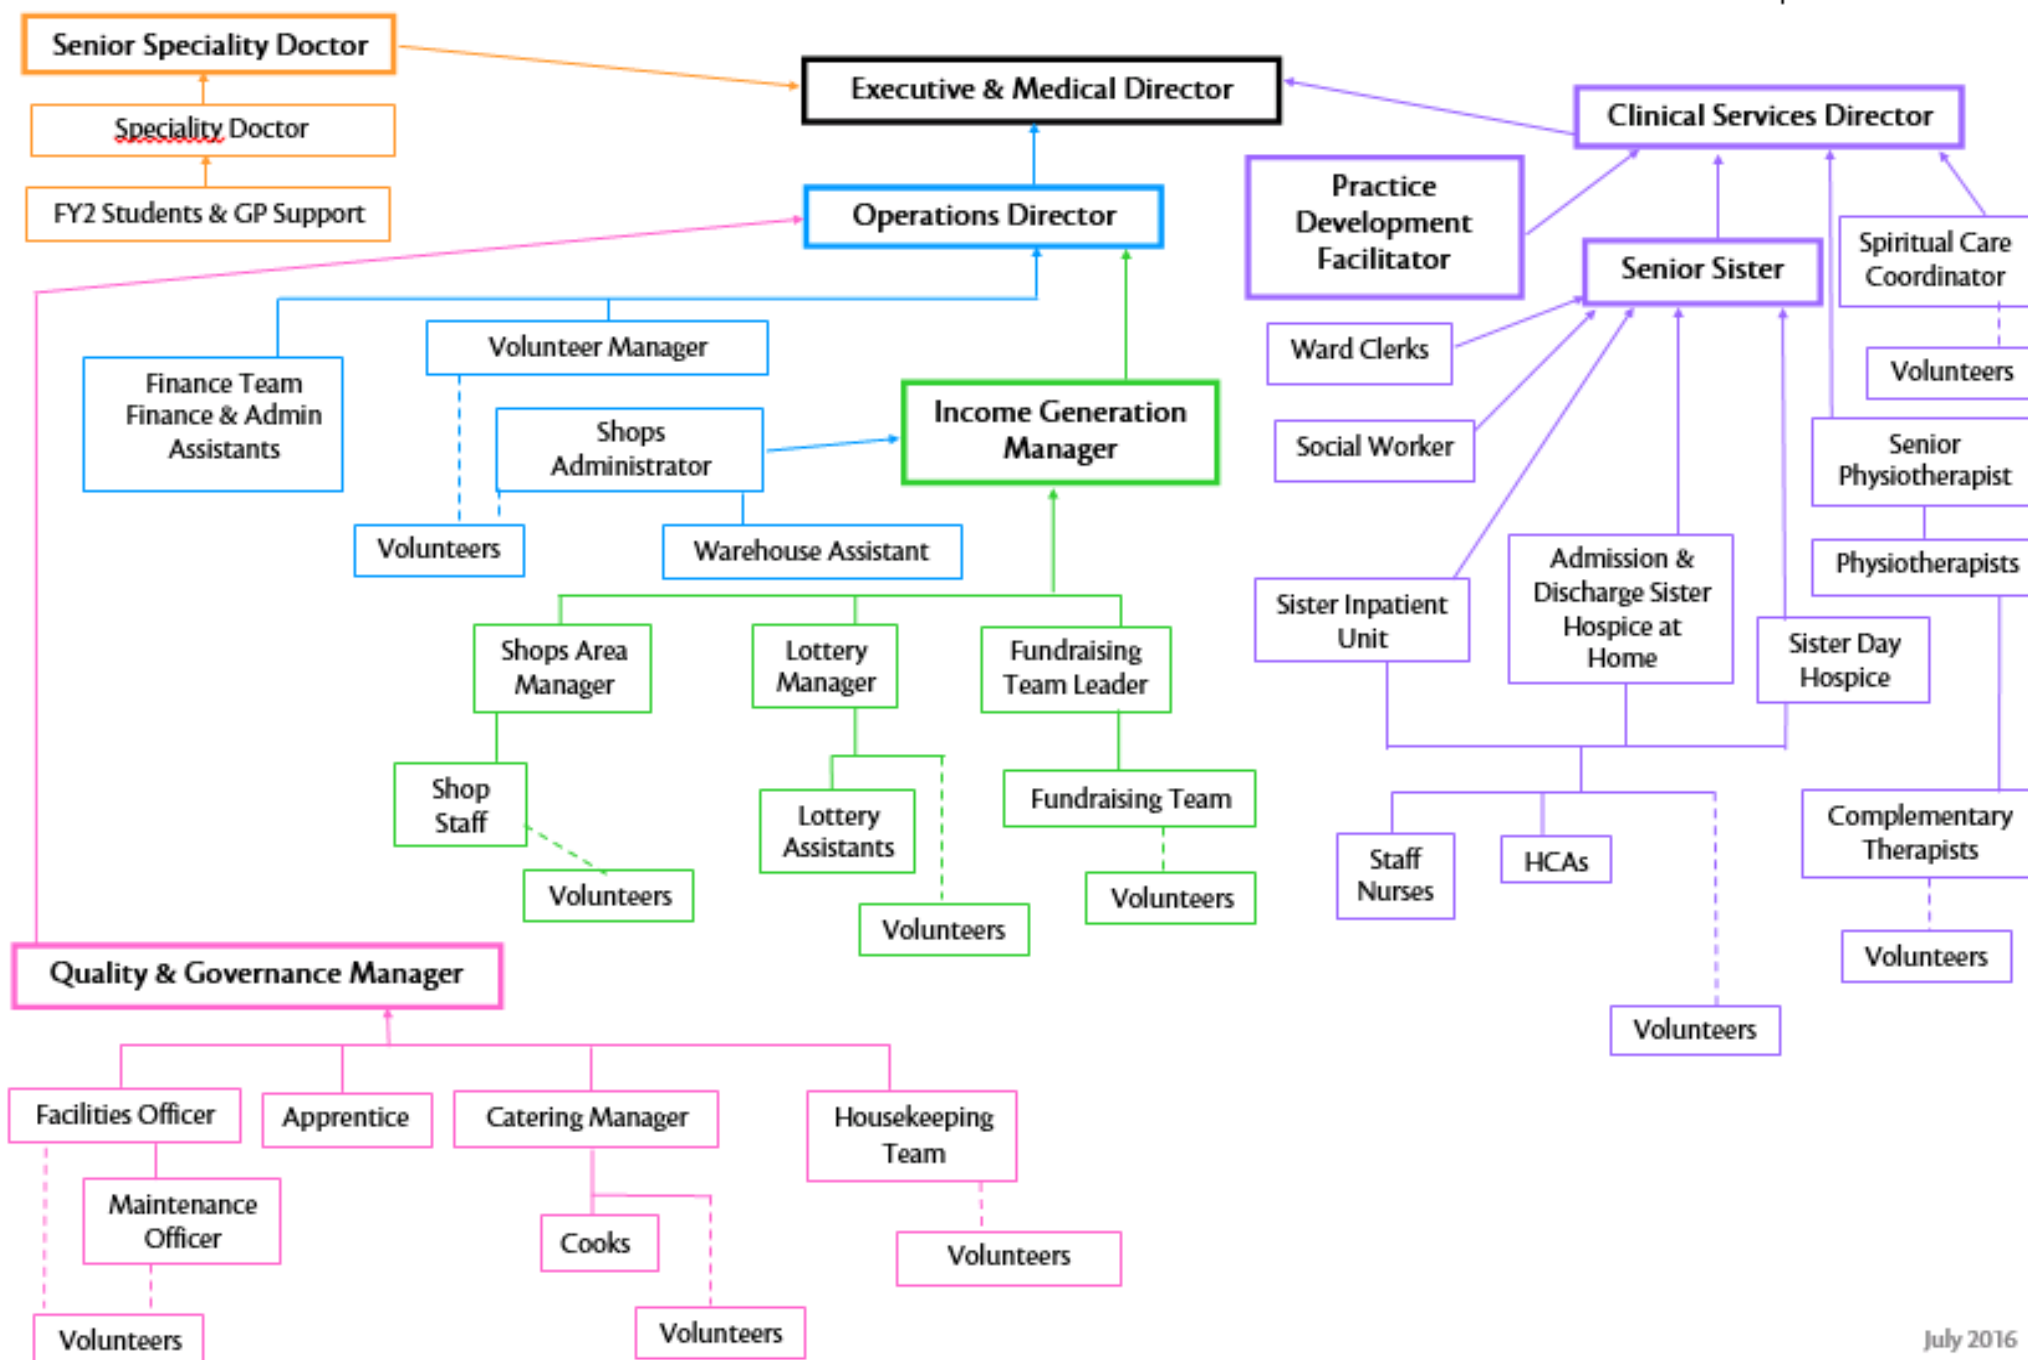 Senior Speciality Doctor
Speciality Doctor
FY2 Students & GP Support
Executive & Medical Director
Operations Director
Clinical Services Director
Practice
Development
Facilitator
Senior Sister
Spiritual Care
Coordinator
Volunteers
Ward Clerks
Social Worker
Senior
Physiotherapist
Physiotherapists
Volunteer Manager
Finance Team
Finance & Admin
Assistants
Shops
Administrator
Income Generation
Manager
Volunteers
Warehouse Assistant
Sister Inpatient
Unit
Admission &
Discharge Sister
Hospice at
Home
Sister Day
Hospice
Shops Area
Manager
Lottery
Manager
Fundraising
Team Leader
Shop
Staff
Volunteers
Lottery
Assistants
Volunteers
Fundraising Team
Volunteers
Staff
Nurses
HCAs
Volunteers
Complementary
Therapists
Volunteers
Quality & Governance Manager
Facilities Officer
Apprentice
Catering Manager
Housekeeping
Team
Maintenance
Officer
Cooks
Volunteers
Volunteers
Volunteers
July 2016